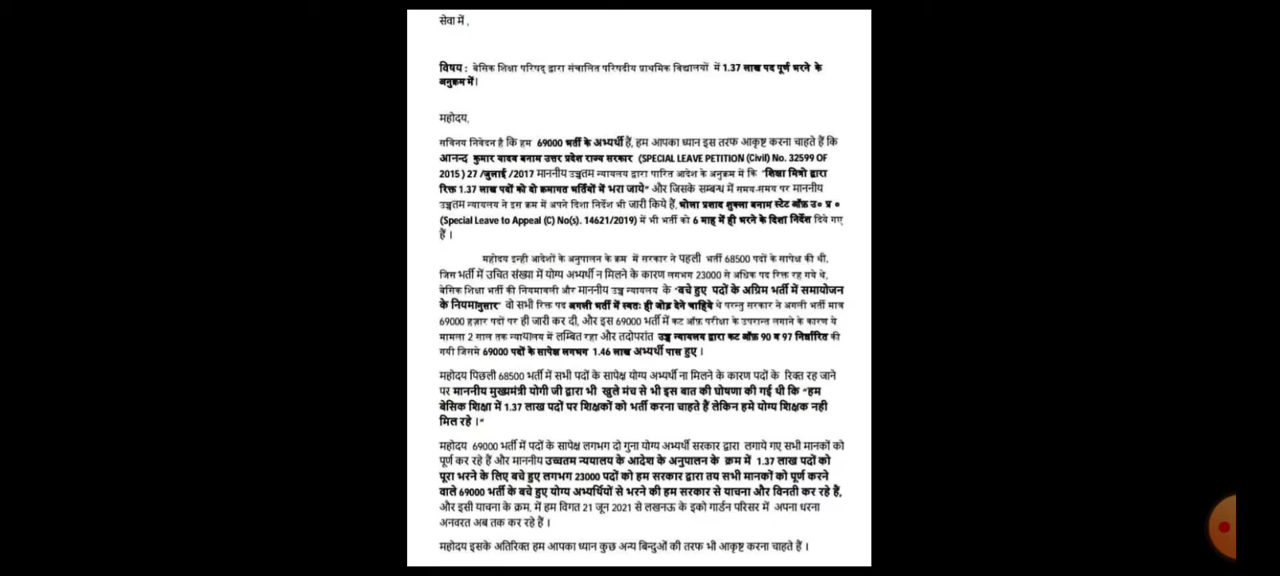 सेवा में ,
विषय : बेसिक शिक्षा परिषद् द्वारा संचालित परिषदीय प्राथमिक विद्यालयों में 1.37 लाख पद पूर्ण भरने के
अनुक्रम में।
महोदय,
सविनय निवेदन है कि हम 69000 भर्ती के अभ्यर्थी हैं, हम आपका ध्यान इस तरफ आकृष्ट करना चाहते हैं कि
आनन्द कुमार यादव बनाम उत्तर प्रदेश राज्य सरकार (SPECIAL LEAVE PETITION (Civil) No. 32599 OF
2015 ) 27 /जुलाई /2017 माननीय उच्चतम न्यायालय द्वारा पारित आदेश के अनुक्रम में कि "शिक्षा मित्रो द्वारा
रिक्त 1.37 लाख पदों को दो क्रमागत भर्तियों में भरा जाये" और जिसके सम्बन्ध में समय-समय पर माननीय
उच्चतम न्यायालय ने इस क्रम में अपने दिशा निर्देश भी जारी किये हैं, भोला प्रशाद शुक्ला बनाम स्टेट ऑफ़ उ० प्र ०
(Special Leave to Appeal (C) No(s). 14621/2019) में भी भर्ती को 6 माह में ही भरने के दिशा निर्देश दिये गए
हैं ।
महोदय इन्ही आदेशों के अनुपालन के क्रम में सरकार ने पहली भर्ती 68500 पदों के सापेक्ष की थी,
जिस भर्ती में उचित संख्या में योग्य अभ्यर्थी न मिलने के कारण लगभग 23000 से अधिक पद रिक्त रह गये थे,
बेसिक शिक्षा भर्ती की नियमावली और माननीय उच्च न्यायालय के "बचे हुए पदों के अग्रिम भर्ती में समायोजन
के नियमानुसार" वो सभी रिक्त पद अगली भर्ती में स्वतः ही जोड़ देने चाहिये थे परन्तु सरकार ने अगली भर्ती मात्र
69000 हज़ार पदों पर ही जारी कर दी, और इस 69000 भर्ती में कट ऑफ़ परीक्षा के उपरान्त लगाने के कारण ये
मामला 2 साल तक न्यायालय में लम्बित रहा और तदोपरांत उच्च न्यायलय द्वारा कट ऑफ़ 90 व 97 निर्धारित की
गयी जिसमे 69000 पदों के सापेक्ष लगभग 1.46 लाख अभ्यर्थी पास हुए ।
महोदय पिछली 68500 भर्ती में सभी पदों के सापेक्ष योग्य अभ्यर्थी ना मिलने के कारण पदों के रिक्त रह जाने
पर माननीय मुख्यमंत्री योगी जी द्वारा भी खुले मंच से भी इस बात की घोषणा की गई थी कि "हम
बेसिक शिक्षा में 1.37 लाख पदों पर शिक्षकों को भर्ती करना चाहते हैं लेकिन हमे योग्य शिक्षक नही
मिल रहे ।"
महोदय 69000 भर्ती में पदों के सापेक्ष लगभग दो गुना योग्य अभ्यर्थी सरकार द्वारा लगाये गए सभी मानकों को
पूर्ण कर रहे हैं और माननीय उच्चतम न्ययालय के आदेश के अनुपालन के क्रम में 1.37 लाख पदों को
पूरा भरने के लिए बचे हुए लगभग 23000 पदों को हम सरकार द्वारा तय सभी मानकों को पूर्ण करने
वाले 69000 भर्ती के बचे हुए योग्य अभ्यर्थियों से भरने की हम सरकार से याचना और विनती कर रहे हैं,
और इसी याचना के क्रम, में हम विगत 21 जून 2021 से लखनऊ के इको गार्डन परिसर में अपना धरना
अनवरत अब तक कर रहे हैं ।
महोदय इसके अतिरिक्त हम आपका ध्यान कुछ अन्य बिन्दुओं की तरफ भी आकृष्ट करना चाहते हैं ।